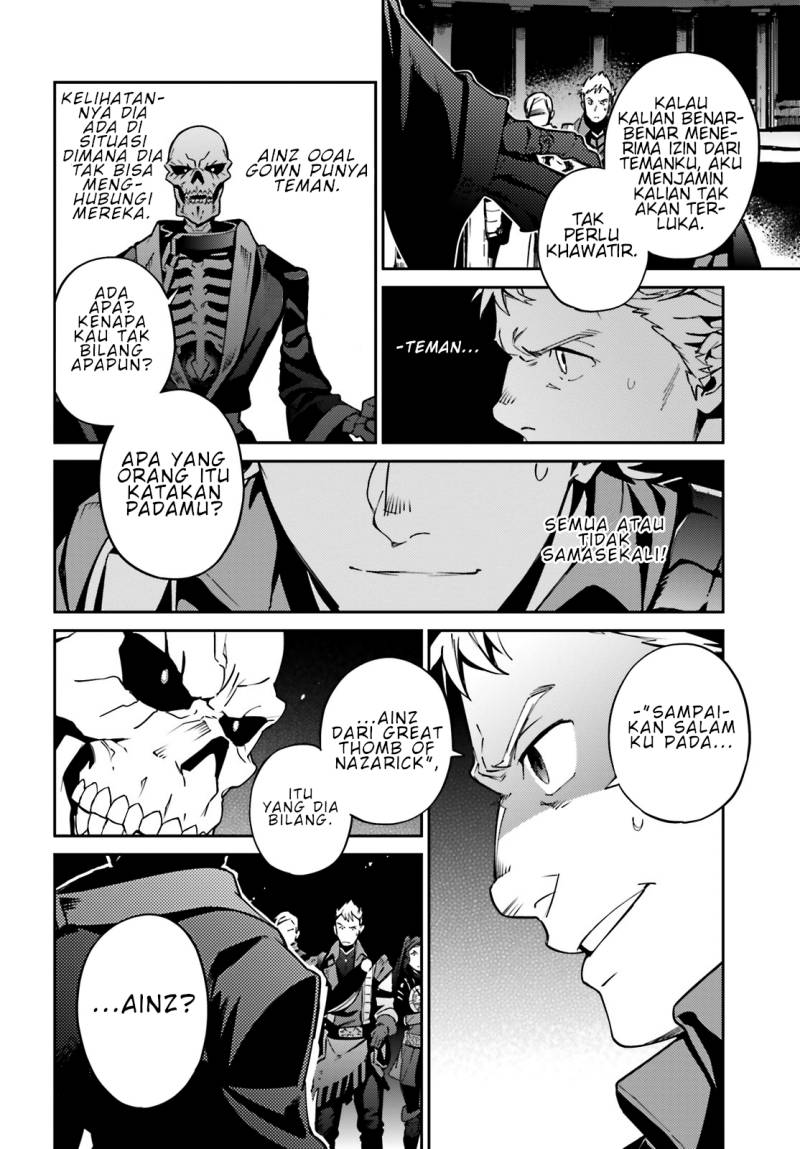 KALAU
KALIAN BENAR-
BENAR MENE-
RIMA IZIN DARI
TEMANKU, AKU
MENJAMIN
KALIAN TAK
AKAN TER-
LUKA.
TAK
PERLU
KHAWATIR.
-TEMAN...
AINZ OOAL
GOWN PUNYA
TEMAN.
KELIHATAN-
NYA DIA
ADA DI
SITUASI
DIMANA DIA
TAK BISA
MENG-
HUBUNGI
MEREKA.
ADA
APA?
KENAPA
KAU TAK
BILANG
APAPUN?
APA YANG
ORANG ITU
KATAKAN
PADAMU?
SEMUA ATAU
TIDAK
SAMASEKALI!
-"SAMPAI-
KAN SALAM
KU PADA...
...AINZ
DARI GREAT
THOMB OF
NAZARICK",
ITU
YANG DIA
BILANG.
...AINZ?